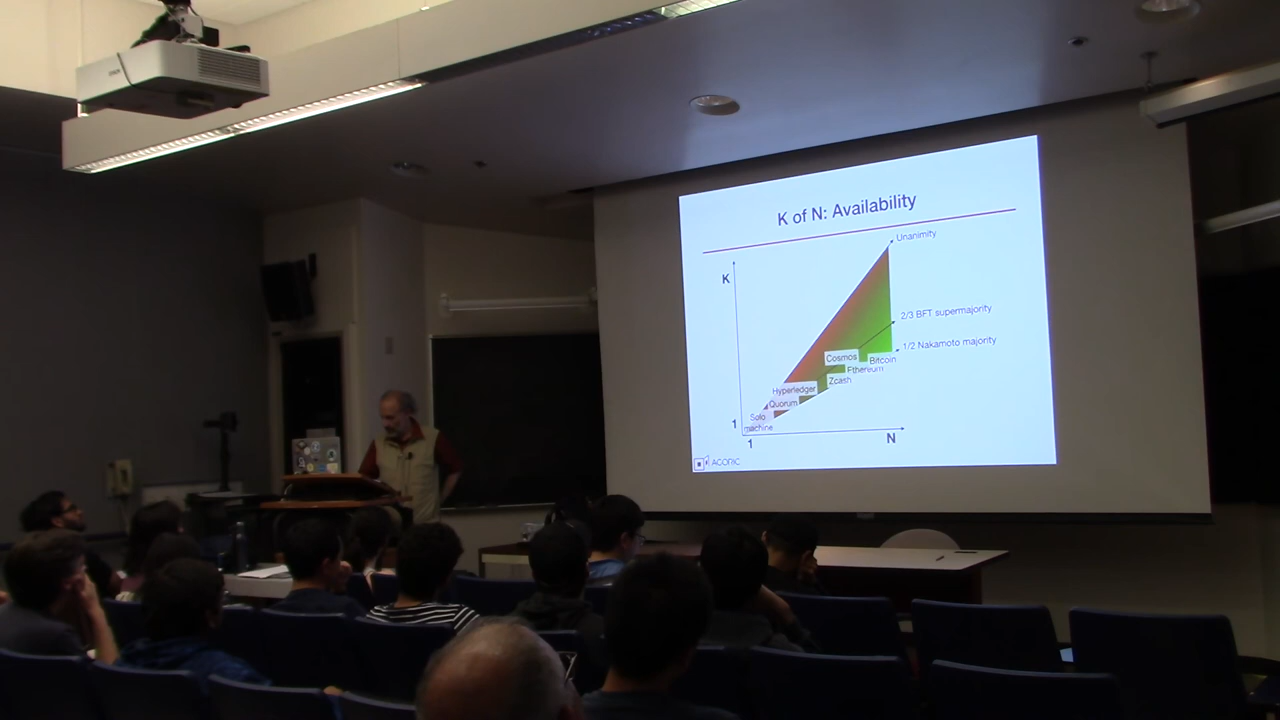 K of N: Availability
Unanimity
K
2/3 BFT supermajority
1/2 Nakamoto majority
Cosmos
Bitcoin
Ethereum
Zcash
Hyperledger
Quorum
Solo
machine
1
1
N
AGORIC